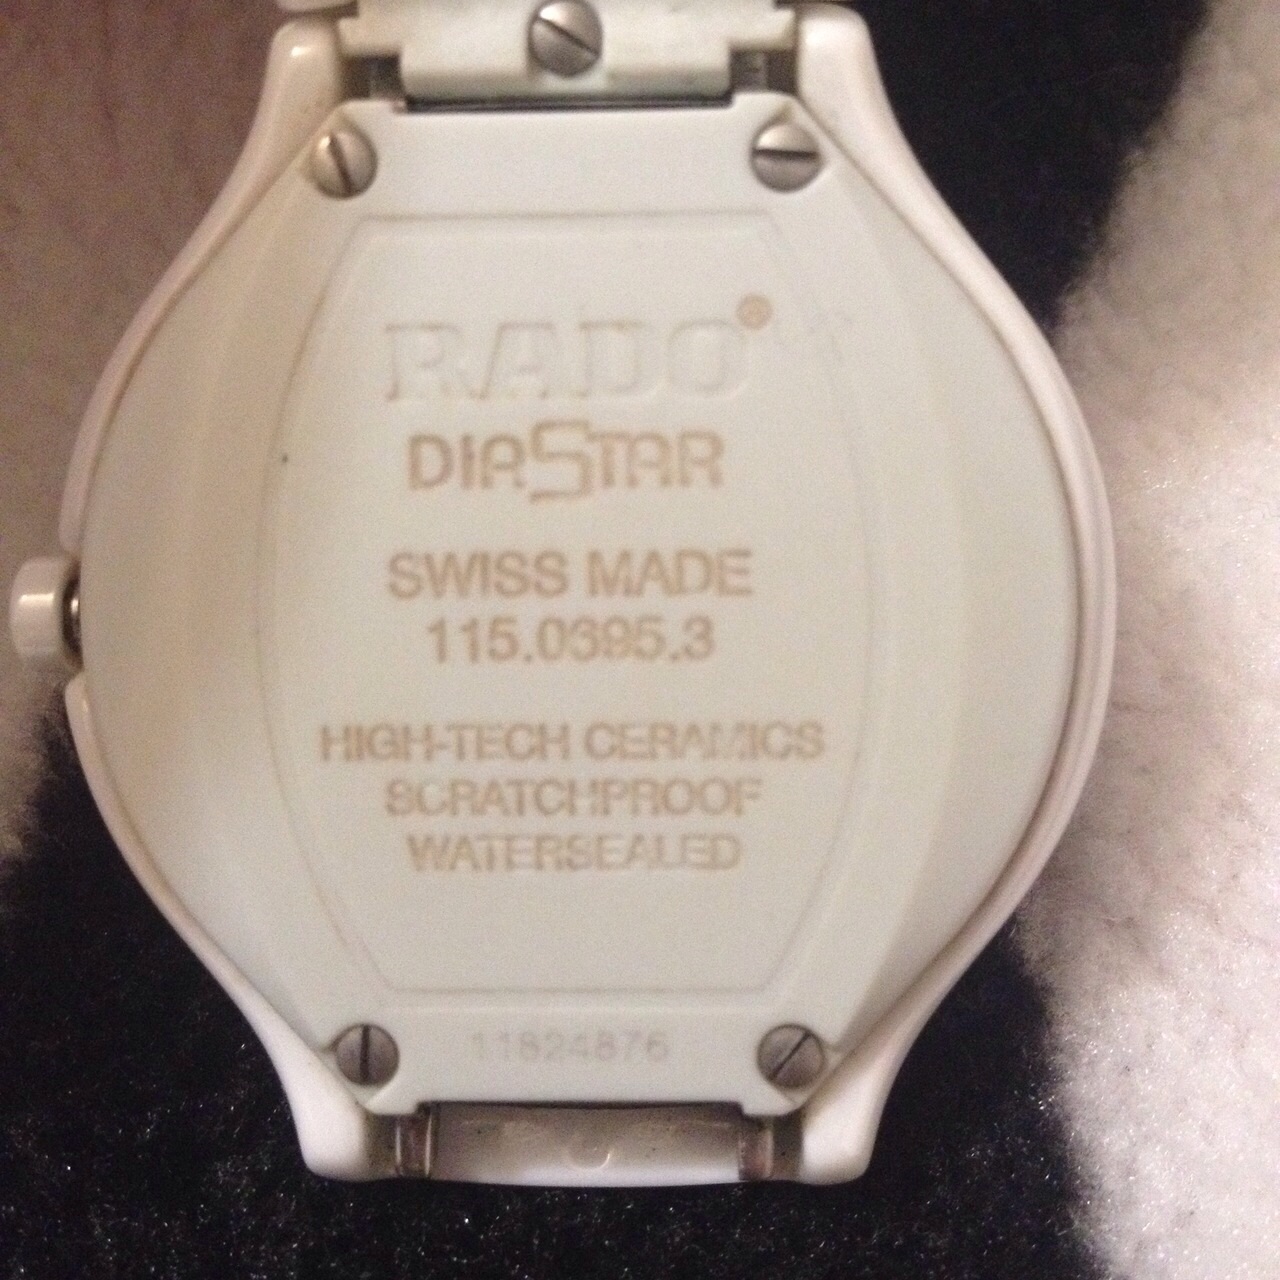 RADO®
DIASTAR
SWISS MADE
115.0395.3
HIGH-TECH CERAMICS
SCRATCHPROOF
WATERSEALED
11824876